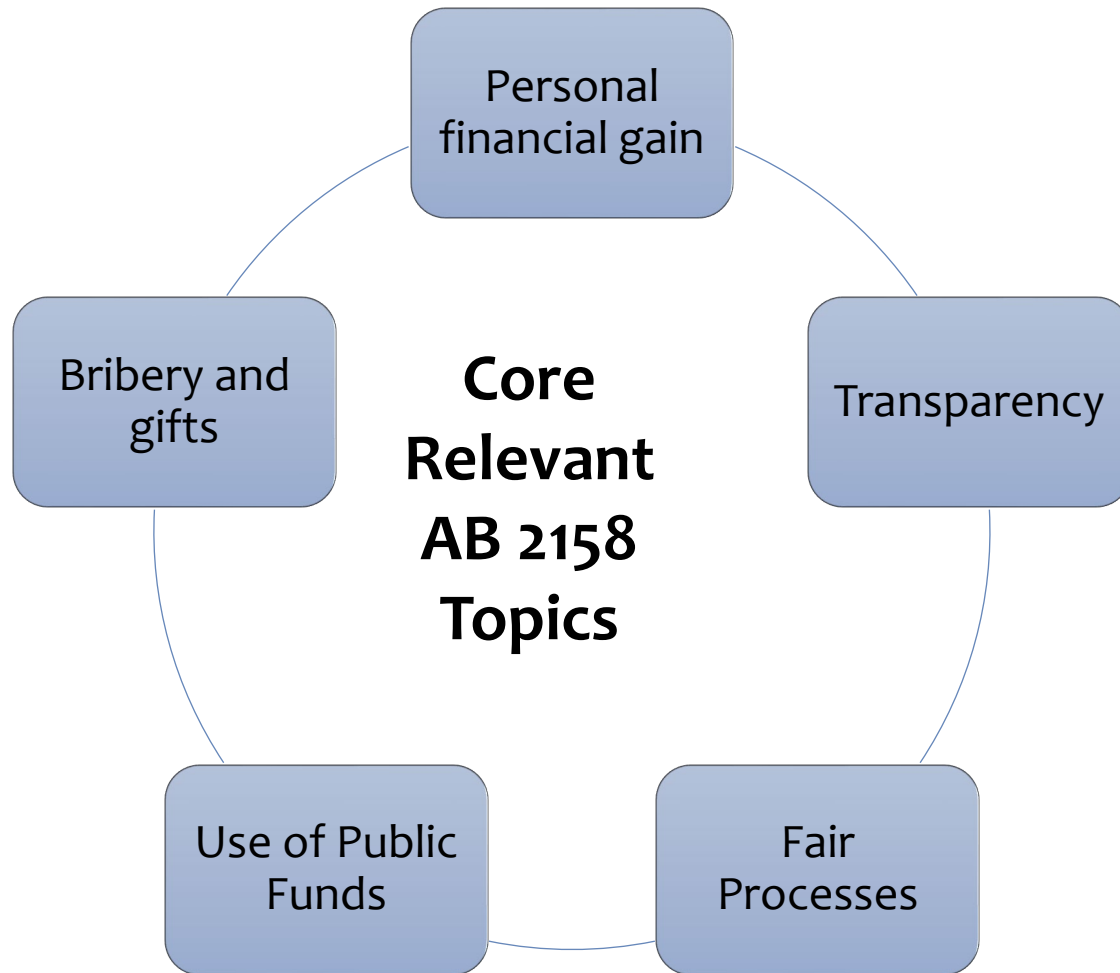 Personal
financial gain
Transparency
Fair
Processes
Use of Public
Funds
Bribery and
gifts
Core
Relevant
AB 2158
Topics